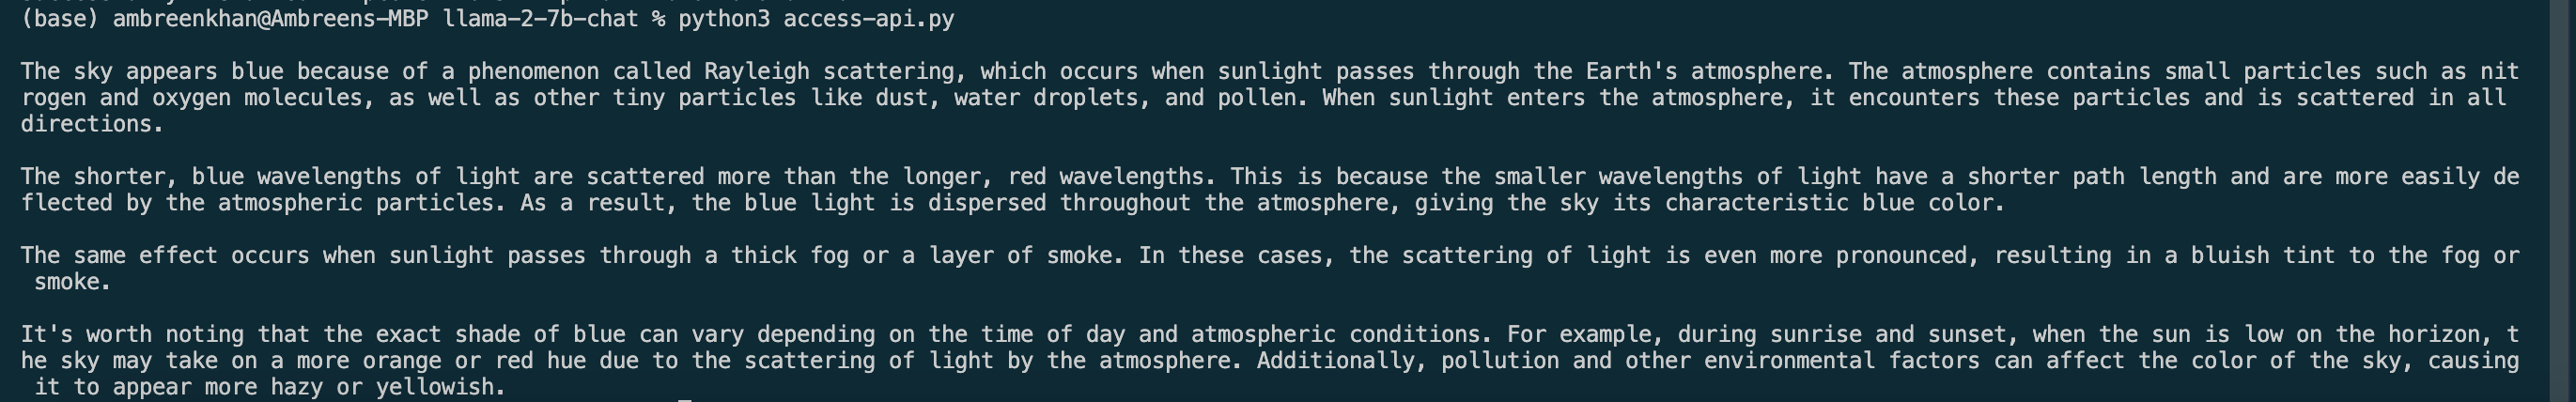 (base) ambreenkhan@Ambreens-MBP llama-2-7b-chat % python3 access-api.py
The sky appears blue because of a phenomenon called Rayleigh scattering, which occurs when sunlight passes through the Earth's atmosphere. The atmosphere contains small particles such as nit
rogen and oxygen molecules, as well as other tiny particles like dust, water droplets, and pollen. When sunlight enters the atmosphere, it encounters these particles and is scattered in all
directions.
The shorter, blue wavelengths of light are scattered more than the longer, red wavelengths. This is because the smaller wavelengths of light have a shorter path length and are more easily de
flected by the atmospheric particles. As a result, the blue light is dispersed throughout the atmosphere, giving the sky its characteristic blue color.
The same effect occurs when sunlight passes through a thick fog or a layer of smoke. In these cases, the scattering of light is even more pronounced, resulting in a bluish tint to the fog or
smoke.
It's worth noting that the exact shade of blue can vary depending on the time of day and atmospheric conditions. For example, during sunrise and sunset, when the sun is low on the horizon, t
he sky may take on a more orange or red hue due to the scattering of light by the atmosphere. Additionally, pollution and other environmental factors can affect the color of the sky, causing
it to appear more hazy or yellowish.